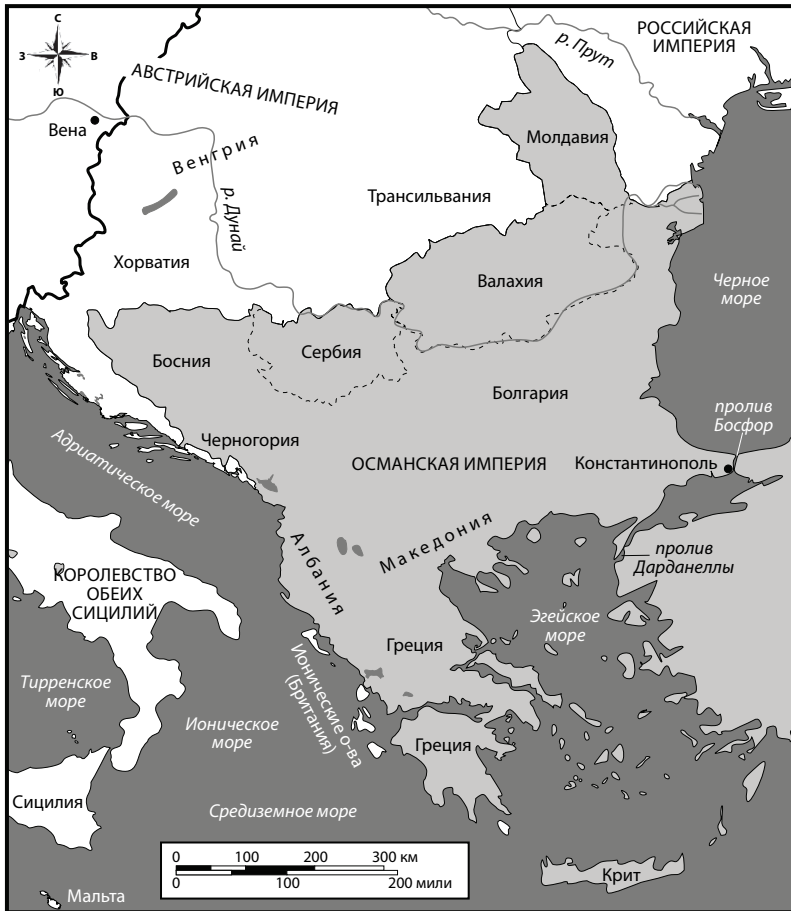 С
З
В
Ю
РОССИЙСКАЯ
ИМПЕРИЯ
р. Прут
АВСТРИЙСКАЯ ИМПЕРИЯ
Вена
Венгрия
Молдавия
р. Дунай
Трансильвания
Хорватия
Валахия
Черное
море
Босния
Сербия
Болгария
пролив
Босфор
Черногория
ОСМАНСКАЯ ИМПЕРИЯ
Константинополь
Адриатическое море
Македония
Албания
пролив
Дарданеллы
КОРОЛЕВСТВО
ОБЕИХ
СИЦИЛИЙ
Эгейское
море
Греция
Ионические о-ва
(Британия)
Тирренское
море
Ионическое
море
Греция
Сицилия
Средиземное море
0 100 200 300 км
0 100 200 мили
Крит
Мальта